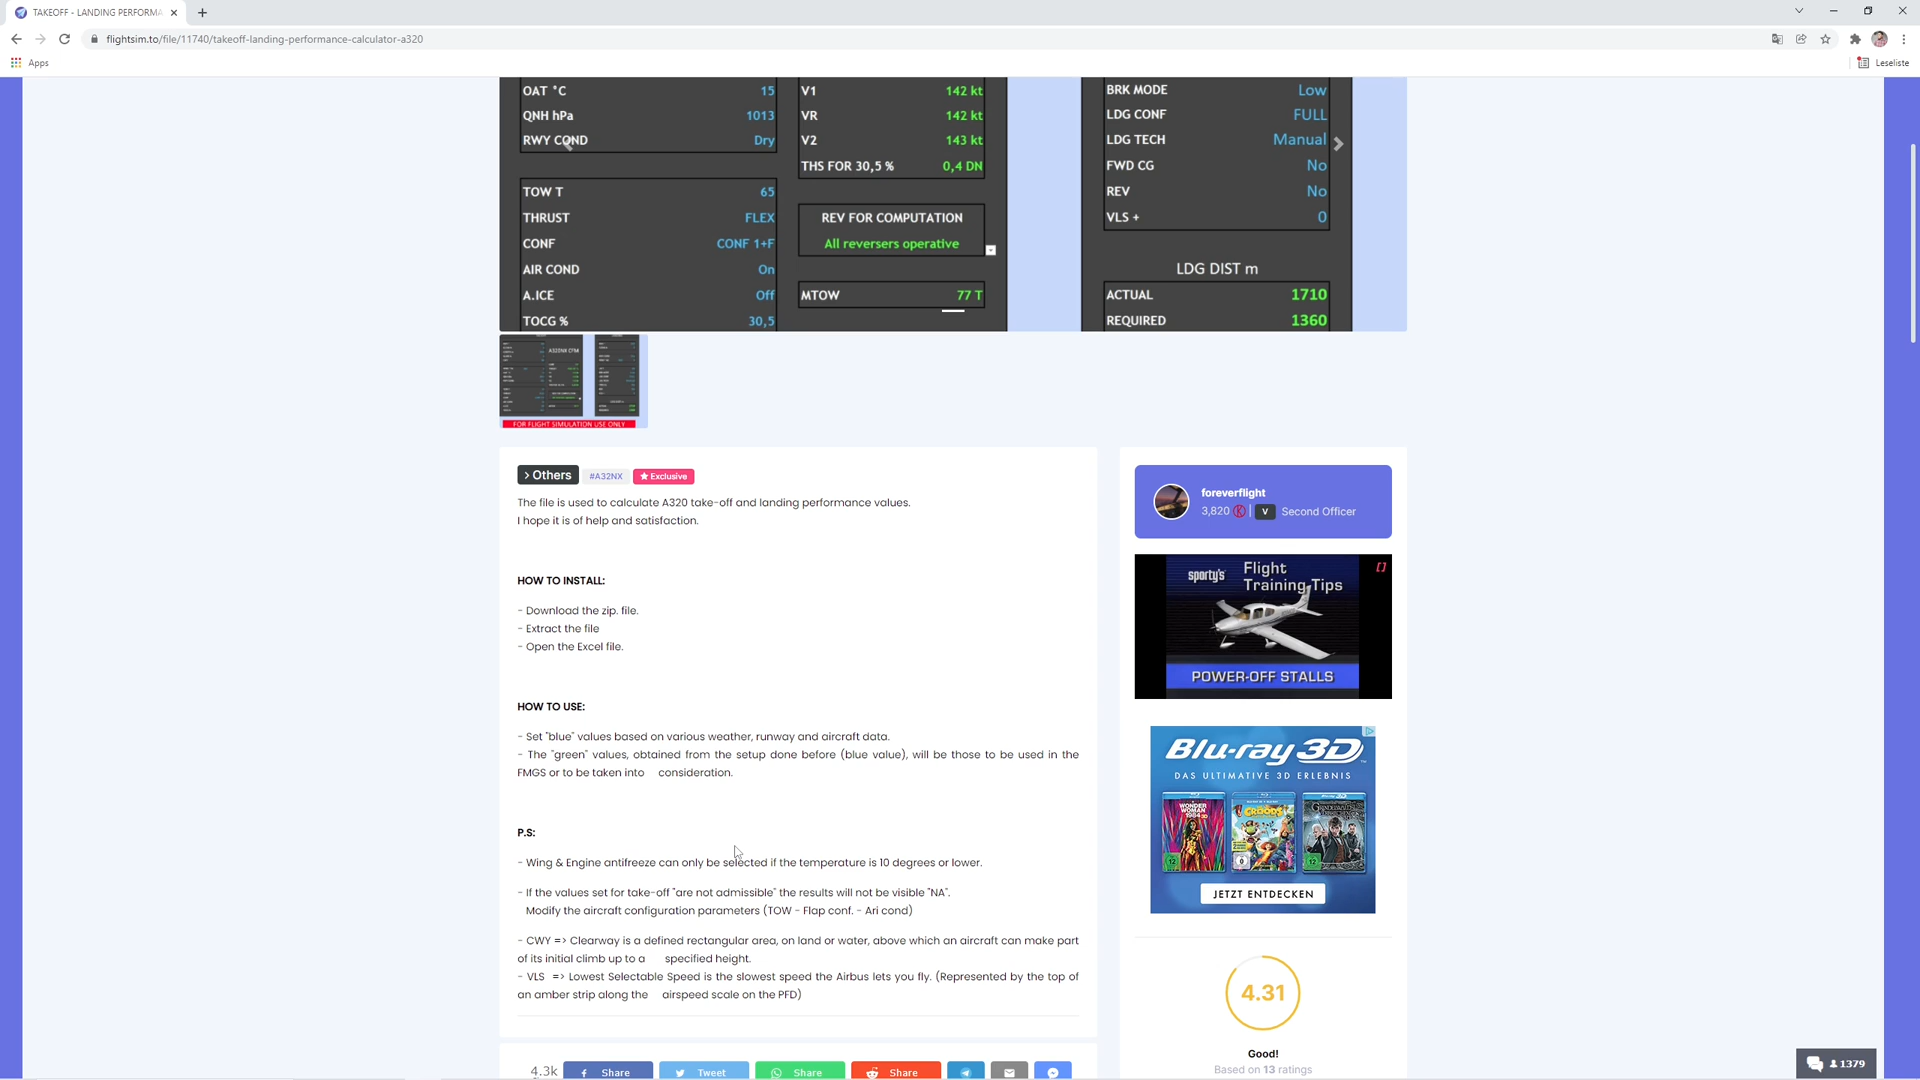 TAKEOFF - LANDING PERFORMA
flightsim.to/file/11740/takeoff-landing-performance-calculator-a320
Apps
Leseliste
OAT °C 15
QNH hPa 1013
RWY COND Dry
TOW T 65
THRUST FLEX
CONF CONF 1+F
AIR COND On
A.ICE Off
TOCG % 30,5
V1 142 kt
VR 142 kt
V2 143 kt
THS FOR 30,5 % 0,4 DN
REV FOR COMPUTATION
All reversers operative
MTOW 77 T
BRK MODE Low
LDG CONF FULL
LDG TECH Manual
FWD CG No
REV No
VLS + 0
LDG DIST m
ACTUAL 1710
REQUIRED 1360
A320NX CFM
FOR FLIGHT SIMULATION USE ONLY
> Others #A32NX Exclusive
The file is used to calculate A320 take-off and landing performance values.
I hope it is of help and satisfaction.
HOW TO INSTALL:
- Download the zip. file.
- Extract the file
- Open the Excel file.
HOW TO USE:
- Set "blue" values based on various weather, runway and aircraft data.
- The "green" values, obtained from the setup done before (blue value), will be those to be used in the
FMGS or to be taken into consideration.
P.S:
- Wing & Engine antifreeze can only be selected if the temperature is 10 degrees or lower.
- If the values set for take-off "are not admissible" the results will not be visible "NA".
Modify the aircraft configuration parameters (TOW - Flap conf. - Ari cond)
- CWY => Clearway is a defined rectangular area, on land or water, above which an aircraft can make part
of its initial climb up to a specified height.
- VLS => Lowest Selectable Speed is the slowest speed the Airbus lets you fly. (Represented by the top of
an amber strip along the airspeed scale on the PFD)
4.3k Share Tweet Share Share
foreverflight
3,820 | V Second Officer
sporty's Flight
Training Tips
POWER-OFF STALLS
Blu-ray 3D™
DAS ULTIMATIVE 3D ERLEBNIS
WONDER
WOMAN
1984
CROODS
JETZT ENTDECKEN
4.31
Good!
Based on 13 ratings
1379